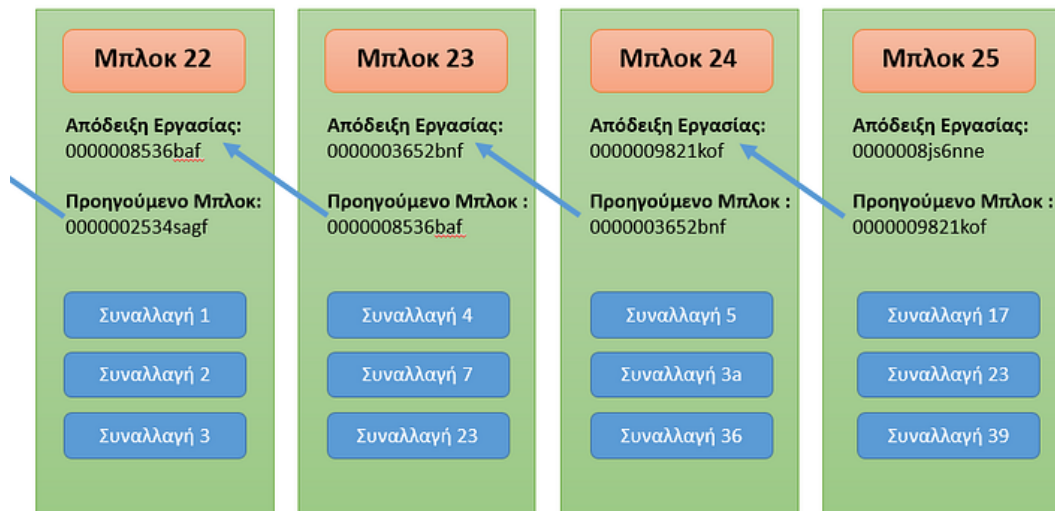 Μπλοκ 22
Απόδειξη Εργασίας:
0000008536baf
Προηγούμενο Μπλοκ:
0000002534sagf
Συναλλαγή 1
Συναλλαγή 2
Συναλλαγή 3
Μπλοκ 23
Απόδειξη Εργασίας:
0000003652bnf
Προηγούμενο Μπλοκ :
0000008536baf
Συναλλαγή 4
Συναλλαγή 7
Συναλλαγή 23
Μπλοκ 24
Απόδειξη Εργασίας:
0000009821kof
Προηγούμενο Μπλοκ :
0000003652bnf
Συναλλαγή 5
Συναλλαγή 3a
Συναλλαγή 36
Μπλοκ 25
Απόδειξη Εργασίας:
0000008js6nne
Προηγούμενο Μπλοκ :
0000009821kof
Συναλλαγή 17
Συναλλαγή 23
Συναλλαγή 39